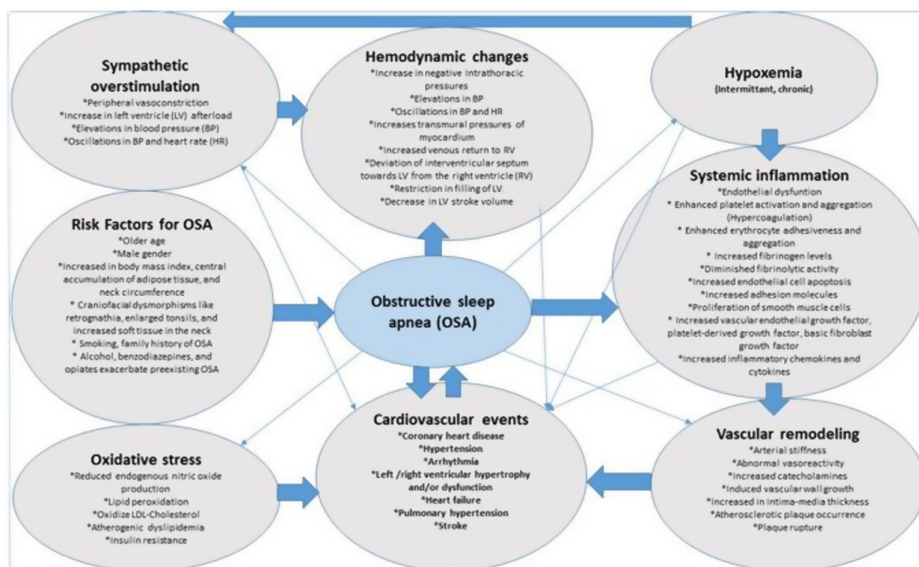 Sympathetic
overstimulation
*Peripheral vasoconstriction
*Increase in left ventricle (LV) afterload
*Elevations in blood pressure (BP)
*Oscillations in BP and heart rate (HR)
Hemodynamic changes
*Increase in negative intrathoracic
pressures
*Elevations in BP
*Oscillations in BP and HR
*Increases transmural pressures of
myocardium
*Increased venous return to RV
*Deviation of interventricular septum
towards LV from the right ventricle (RV)
*Restriction in filling of LV.
*Decrease in LV stroke volume
Hypoxemia
(Intermittant, chronic)
Risk Factors for OSA
*Older age
*Male gender
*Increased in body mass index, central
accumulation of adipose tissue, and
neck circumference
* Craniofacial dysmorphisms like
retrognathia, enlarged tonsils, and
increased soft tissue in the neck
* Smoking, family history of OSA
* Alcohol, benzodiazepines, and
opiates exacerbate preexisting OSA
Obstructive sleep
apnea (OSA)
Systemic inflammation
*Endothelial dysfuntion
* Enhanced platelet activation and aggregation
(Hypercoagulation)
* Enhanced erythrocyte adhesiveness and
aggregation
* Increased fibrinogen levels
*Diminished fibrinolytic activity
*Increased endothelial cell apoptosis
*Increased adhesion molecules
*Proliferation of smooth muscle cells
* Increased vascular endothelial growth factor,
platelet-derived growth factor, basic fibroblast
growth factor
*Increased inflammatory chemokines and
cytokines
Oxidative stress
*Reduced endogenous nitric oxide
production
*Lipid peroxidation
*Oxidize LDL-Cholesterol
*Atherogenic dyslipidemia
*Insulin resistance
Cardiovascular events
*Coronary heart disease
*Hypertension
*Arrhythmia
*Left /right ventricular hypertrophy
and/or dysfunction
*Heart failure
*Pulmonary hypertension
*Stroke
Vascular remodeling
*Arterial stiffness
*Abnormal vasoreactivity
*Increased catecholamines
*Induced vascular wall growth
*Increased in Intima-media thickness
*Atherosclerotic plaque occurrence
*Plaque rupture